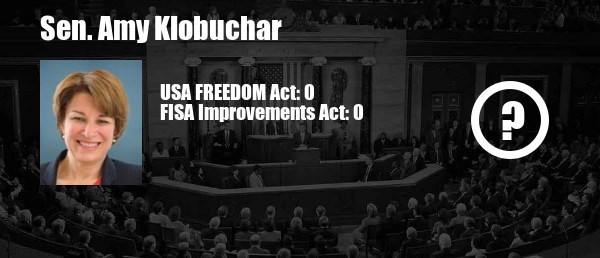 Sen. Amy Klobuchar
USA FREEDOM Act: 0
FISA Improvements Act: 0
?